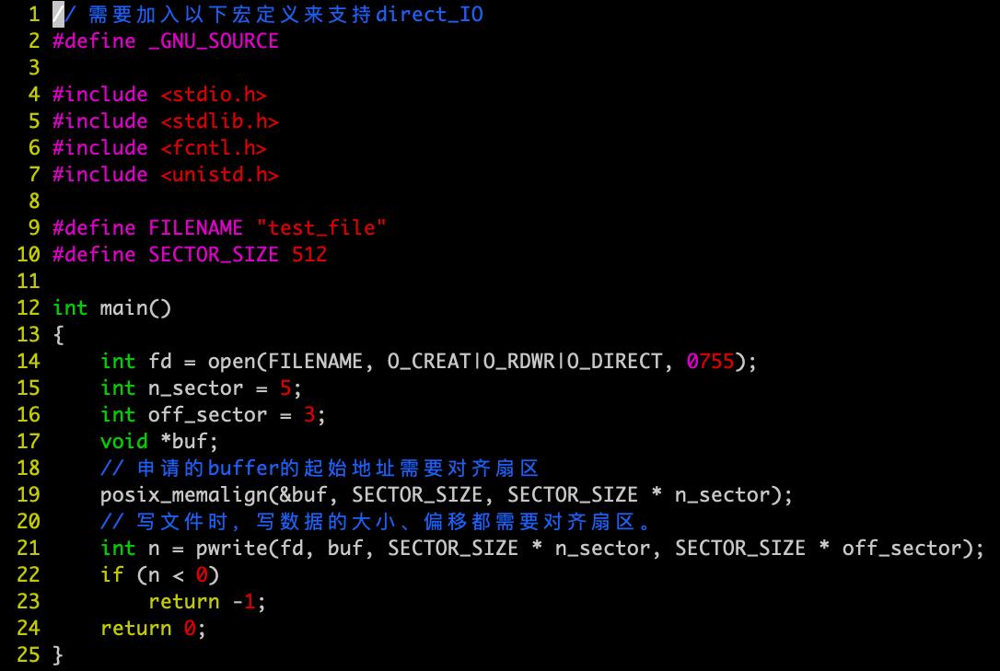 1 // 需要加入以下宏定义来支持direct_IO
2 #define _GNU_SOURCE
3
4 #include <stdio.h>
5 #include <stdlib.h>
6 #include <fcntl.h>
7 #include <unistd.h>
8
9 #define FILENAME "test_file"
10 #define SECTOR_SIZE 512
11
12 int main()
13 {
14     int fd = open(FILENAME, O_CREAT|O_RDWR|O_DIRECT, 0755);
15     int n_sector = 5;
16     int off_sector = 3;
17     void *buf;
18     // 申请的buffer的起始地址需要对齐扇区
19     posix_memalign(&buf, SECTOR_SIZE, SECTOR_SIZE * n_sector);
20     // 写文件时，写数据的大小、偏移都需要对齐扇区。
21     int n = pwrite(fd, buf, SECTOR_SIZE * n_sector, SECTOR_SIZE * off_sector);
22     if (n < 0)
23         return -1;
24     return 0;
25 }